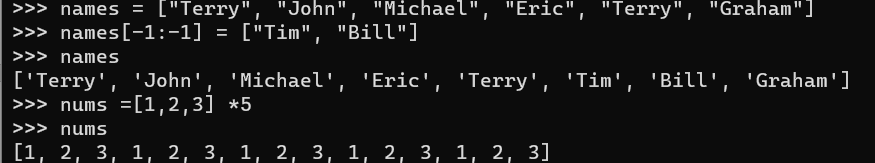 >>> names = ["Terry", "John", "Michael", "Eric", "Terry", "Graham"]
>>> names[-1:-1] = ["Tim", "Bill"]
>>> names
['Terry', 'John', 'Michael', 'Eric', 'Terry', 'Tim', 'Bill', 'Graham']
>>> nums =[1,2,3] *5
>>> nums
[1, 2, 3, 1, 2, 3, 1, 2, 3, 1, 2, 3, 1, 2, 3]